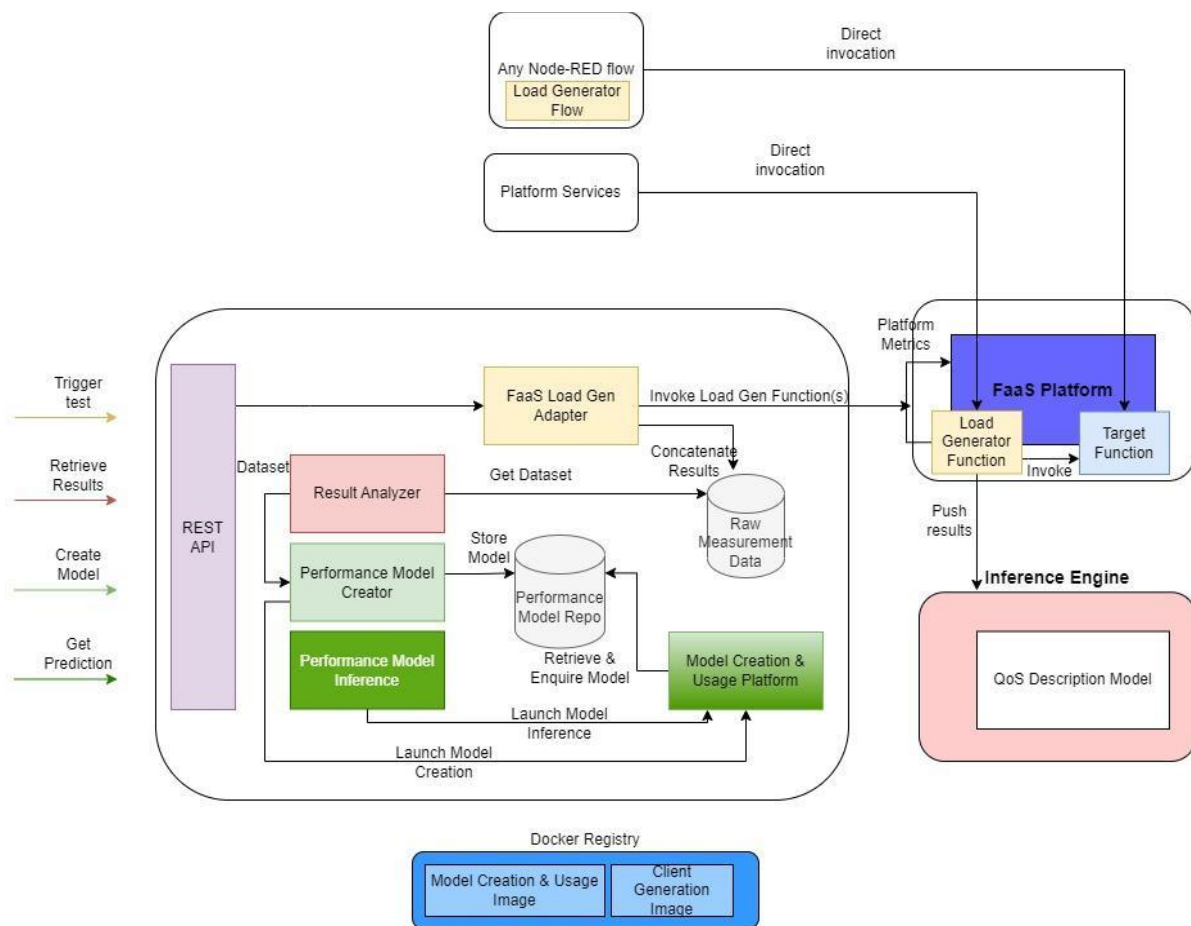 Direct
invocation
Any Node-RED flow
Load Generator
Flow
Direct
invocation
Platform Services
Platform
Metrics
FaaS Platform
Trigger
test
FaaS Load Gen
Adapter
Invoke Load Gen Function(s)
Load
Generator
Function
Target
Function
Invoke
Retrieve
Results
Dataset
Result Analyzer
Get Dataset
Concatenate
Results
Raw
Measurement
Data
Push
results
REST
API
Create
Model
Performance Model
Creator
Store
Model
Performance
Model Repo
Inference Engine
Get
Prediction
Performance Model
Inference
Retrieve &
Enquire Model
Model Creation &
Usage Platform
QoS Description Model
Launch Model
Inference
Launch Model
Creation
Docker Registry
Model Creation & Usage
Image
Client
Generation
Image